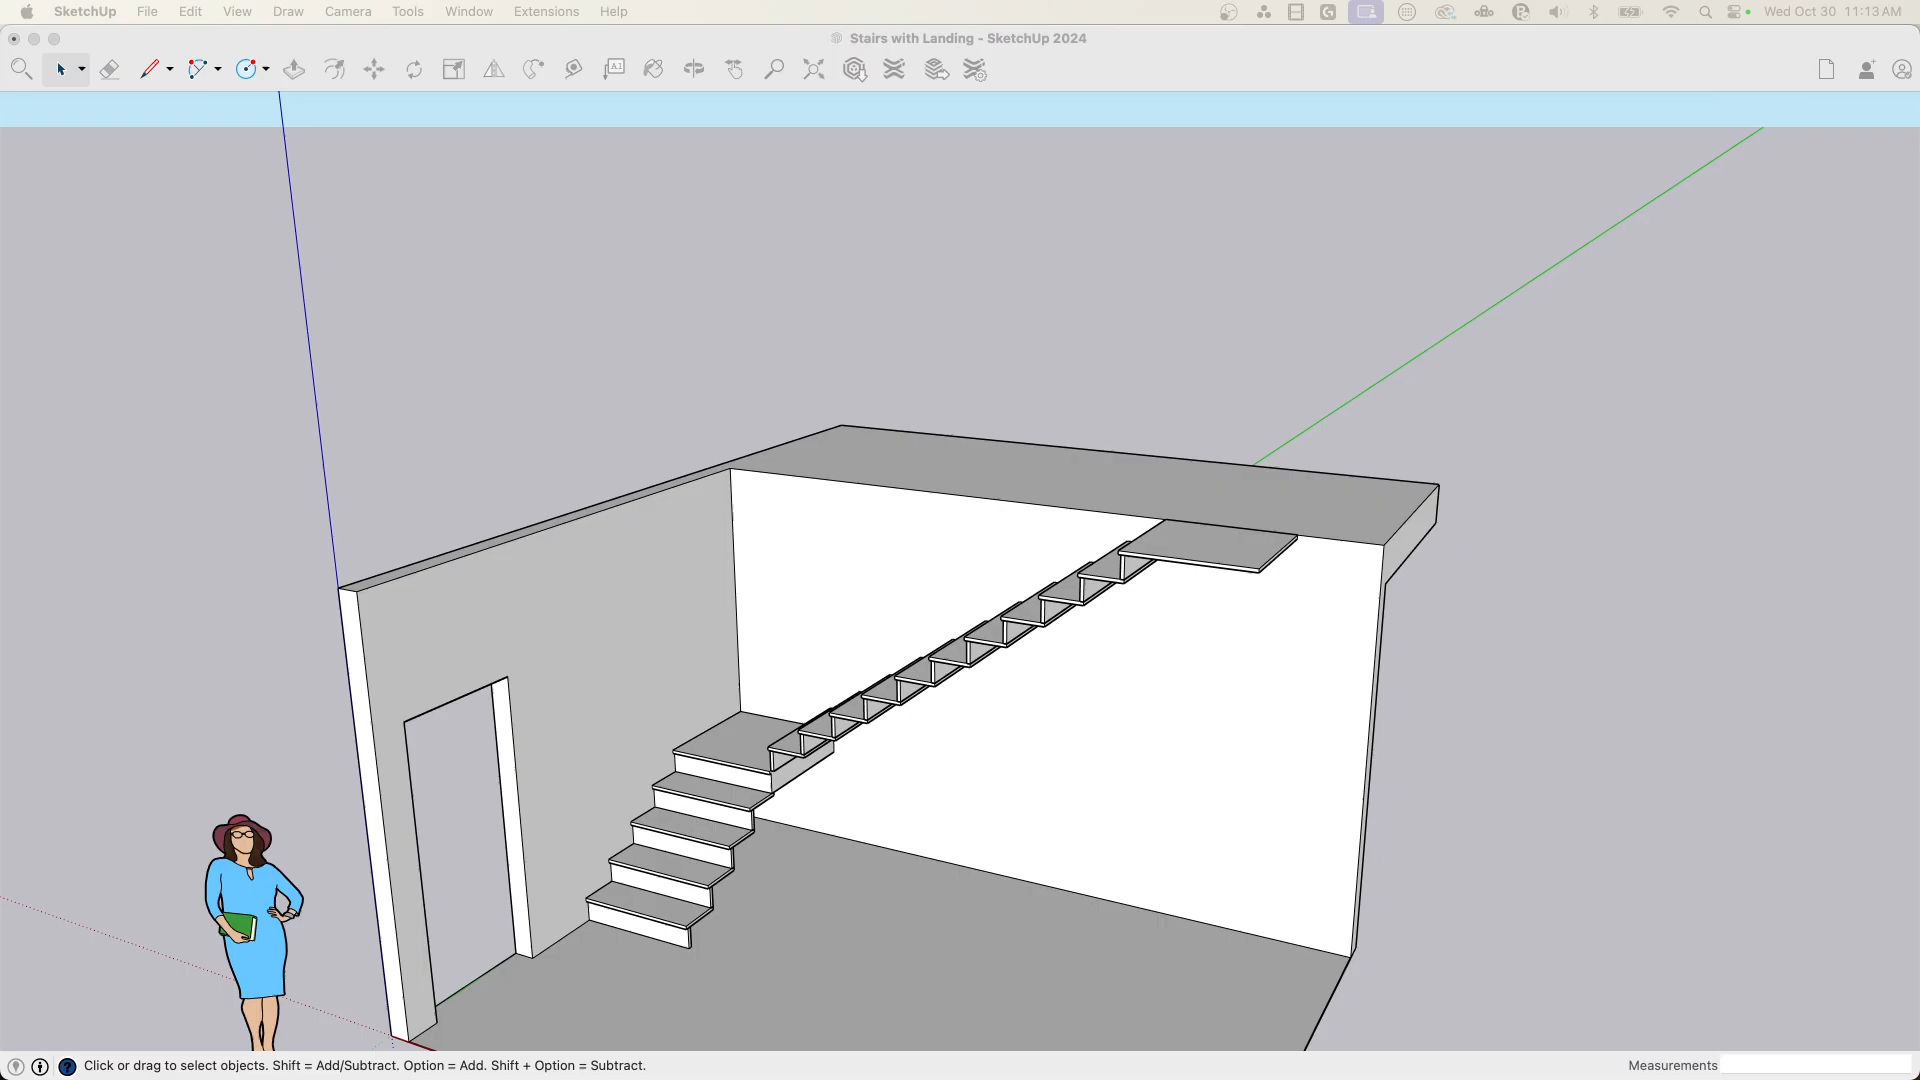 SketchUp File Edit View Draw Camera Tools Window Extensions Help Wed Oct 30 11:13 AM
Stairs with Landing - SketchUp 2024
A1
Click or drag to select objects. Shift = Add/Subtract. Option = Add. Shift + Option = Subtract. Measurements